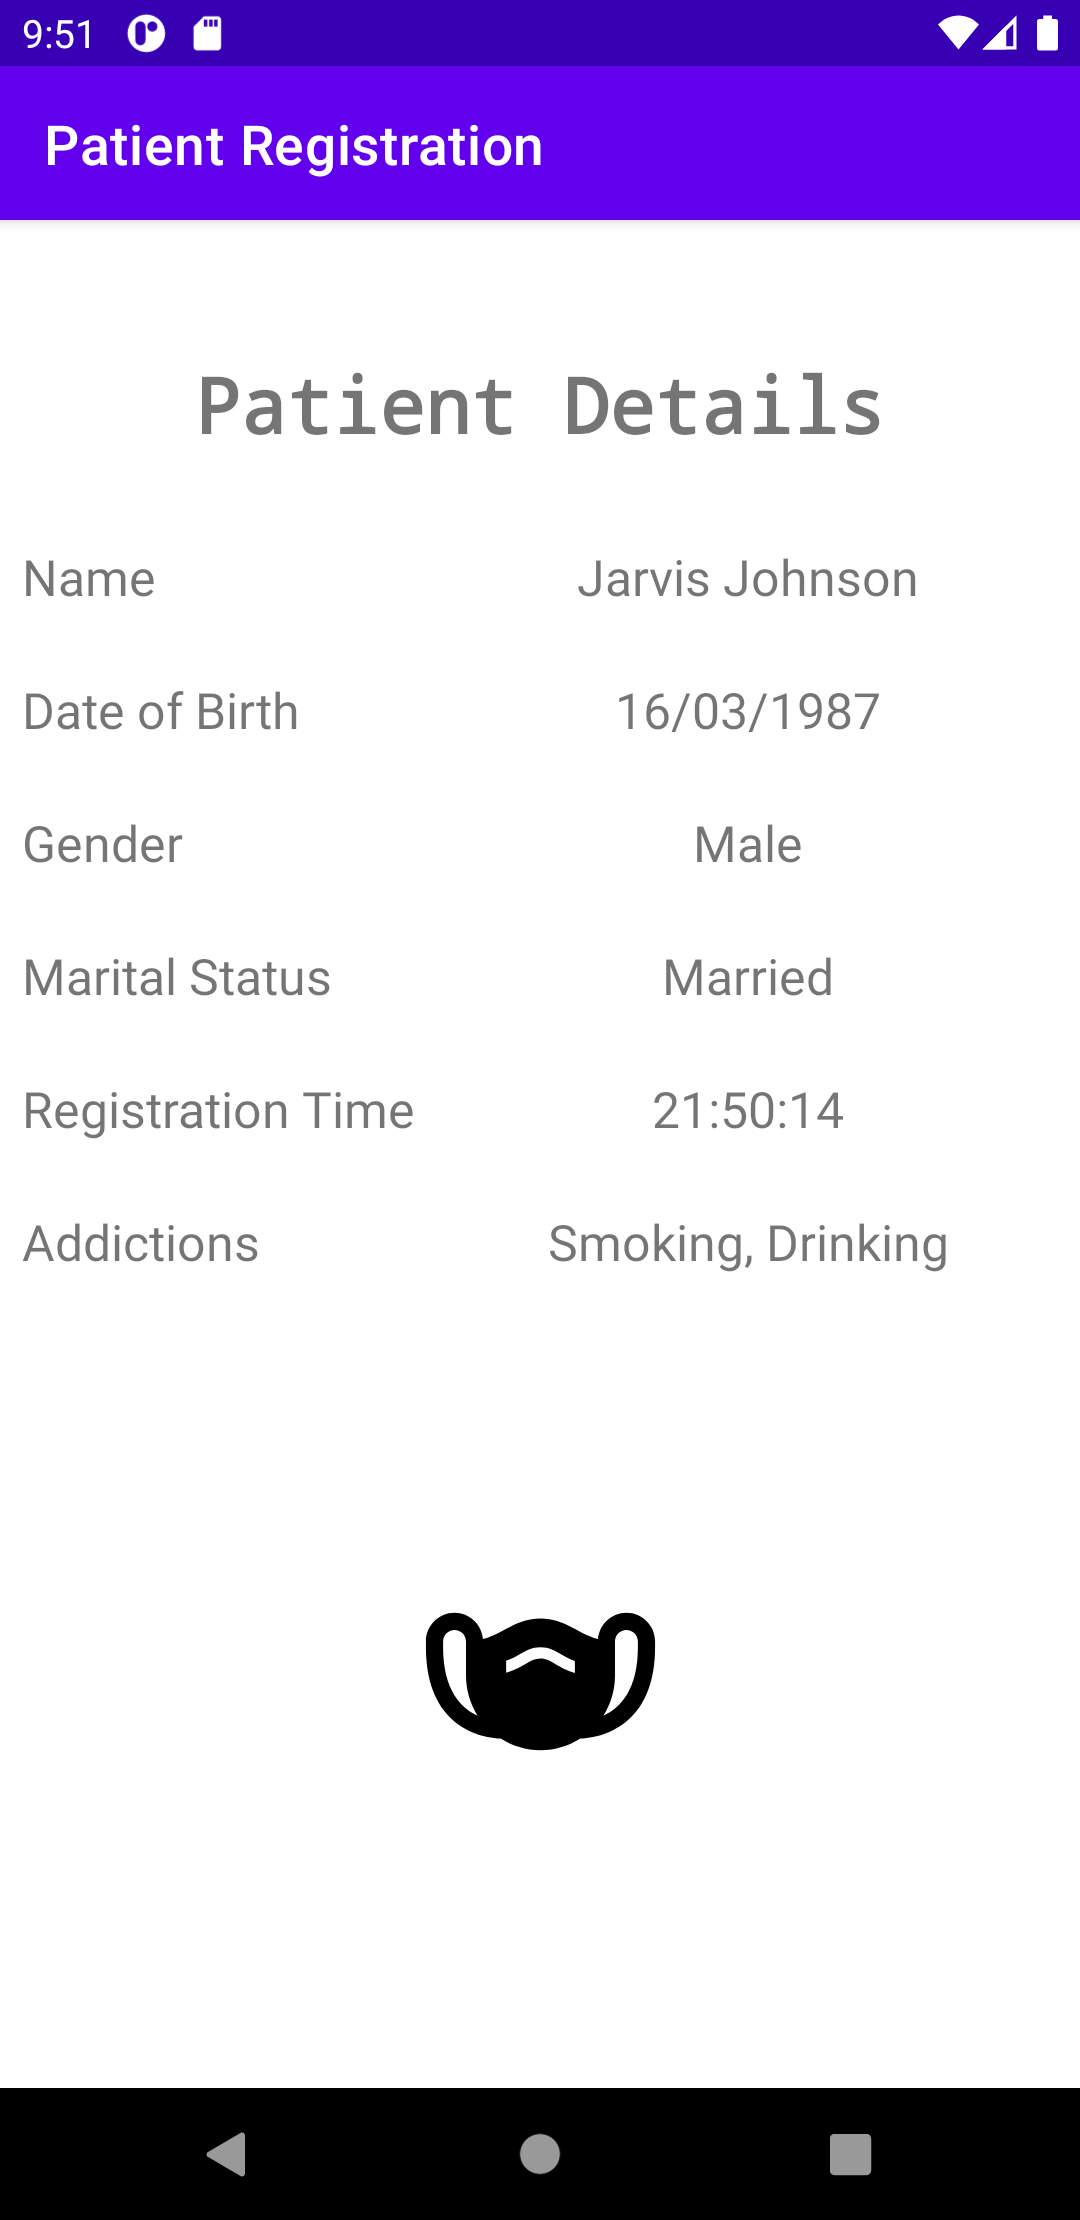 9:51
Patient Registration
Patient Details
Name Jarvis Johnson
Date of Birth 16/03/1987
Gender Male
Marital Status Married
Registration Time 21:50:14
Addictions Smoking, Drinking